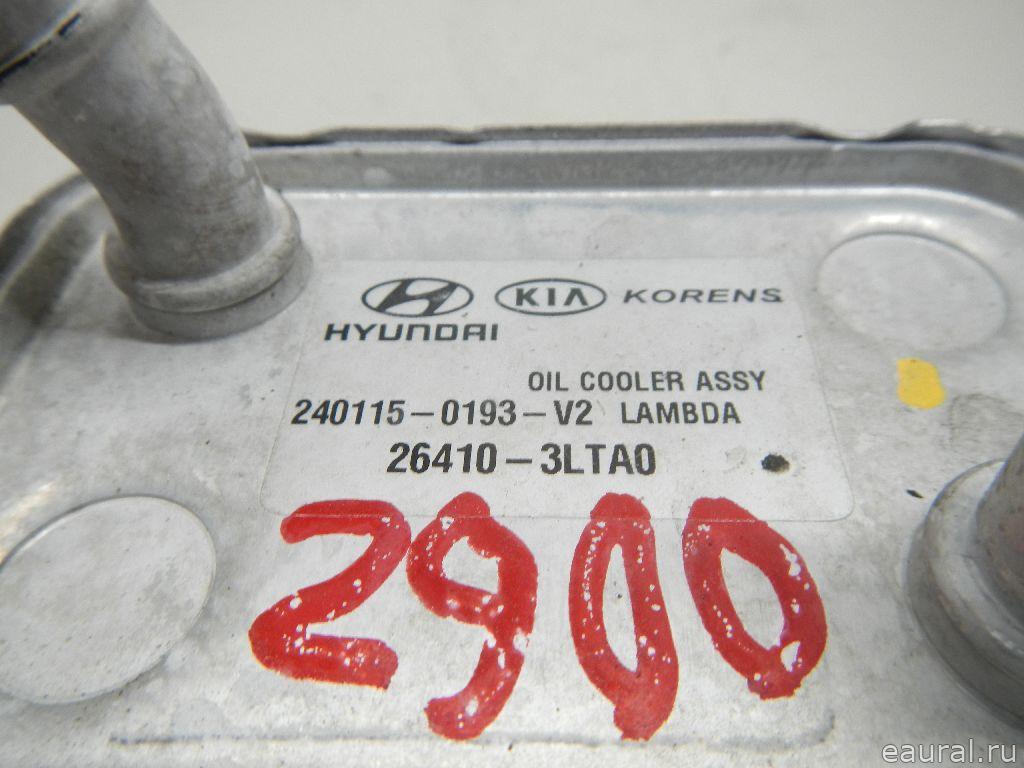 HYUNDAI KIA KORENS
OIL COOLER ASSY
240115-0193-V2 LAMBDA
26410-3LTA0
2900
eaural.ru